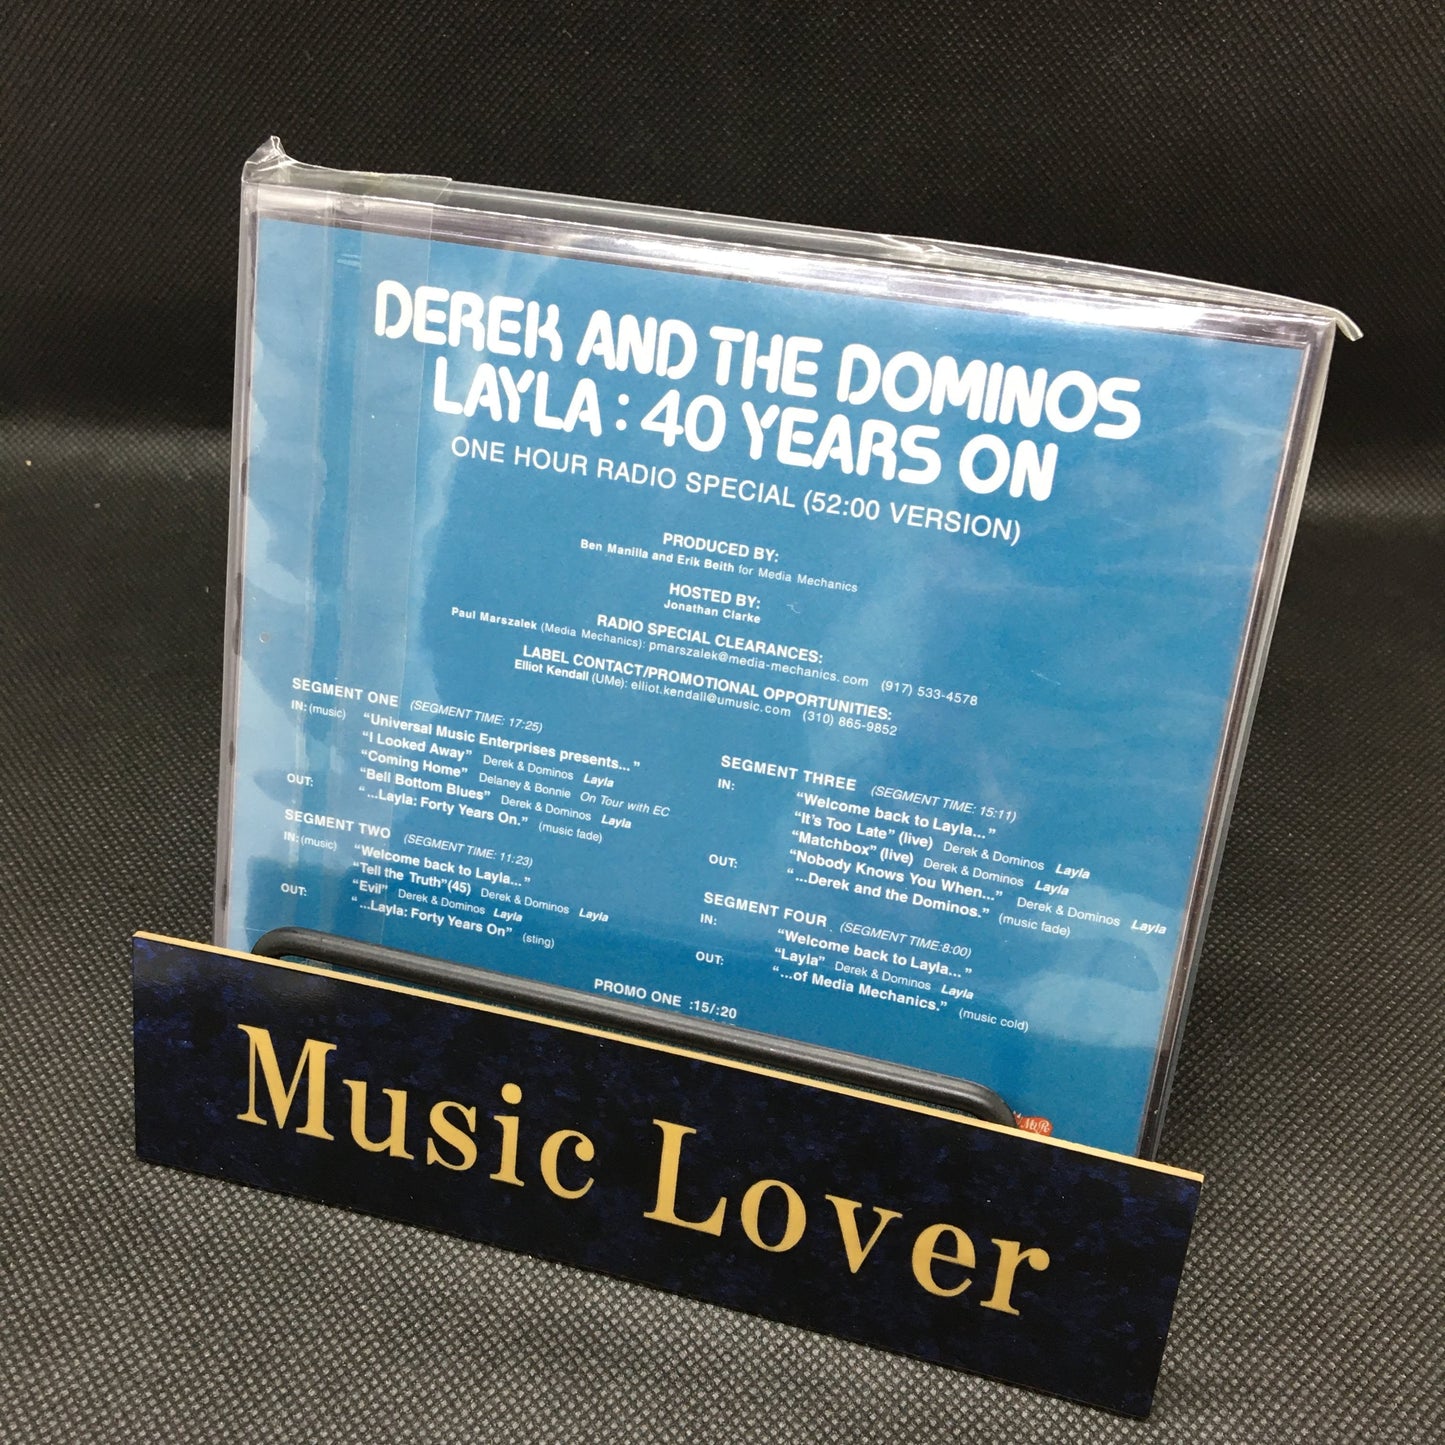 DEREK AND THE DOMINOS
LAYLA : 40 YEARS ON
ONE HOUR RADIO SPECIAL (52:00 VERSION)
PRODUCED BY:
Ben Manilla and Erik Beith for Media Mechanics
HOSTED BY:
Jonathan Clarke
RADIO SPECIAL CLEARANCES:
Paul Marszalek (Media Mechanics): pmarszalek@media-mechanics.com (917) 533-4578
LABEL CONTACT/PROMOTIONAL OPPORTUNITIES:
Elliot Kendall (UMe): elliot.kendall@umusic.com (310) 865-9852
SEGMENT ONE (SEGMENT TIME: 17:25)
IN: (music) “Universal Music Enterprises presents...”
“I Looked Away” Derek & Dominos Layla
“Coming Home” Delaney & Bonnie On Tour with EC
“Bell Bottom Blues” Derek & Dominos Layla
OUT: “...Layla: Forty Years On.” (music fade)
SEGMENT TWO (SEGMENT TIME: 11:23)
IN: (music) “Welcome back to Layla...”
“Tell the Truth”(45) Derek & Dominos Layla
“Evil” Derek & Dominos Layla
OUT: “...Layla: Forty Years On” (sting)
SEGMENT THREE (SEGMENT TIME: 15:11)
IN: “Welcome back to Layla...”
“It’s Too Late” (live) Derek & Dominos Layla
“Matchbox” (live) Derek & Dominos Layla
“Nobody Knows You When...” Derek & Dominos Layla
OUT: “...Derek and the Dominos.” (music fade)
SEGMENT FOUR (SEGMENT TIME:8:00)
IN: “Welcome back to Layla...”
“Layla” Derek & Dominos Layla
OUT: “...of Media Mechanics.” (music cold)
PROMO ONE :15/:20
Music Lover